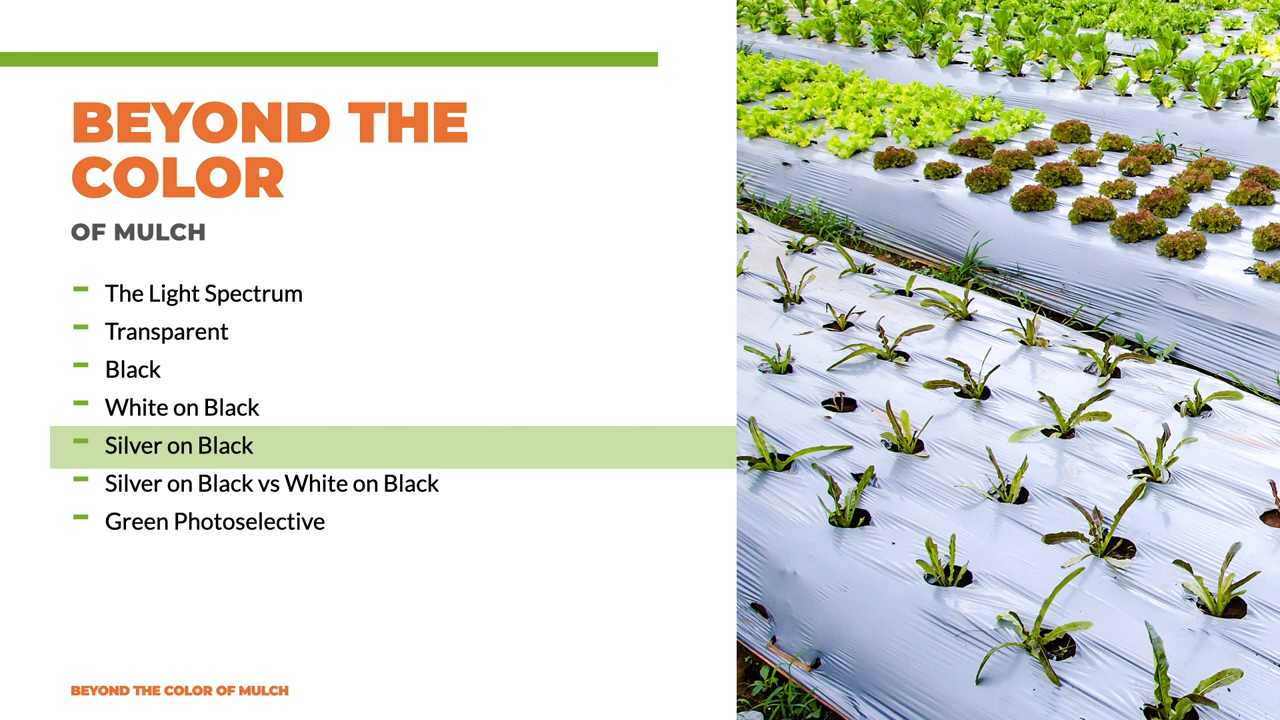 BEYOND THE
COLOR
OF MULCH
The Light Spectrum
Transparent
Black
White on Black
Silver on Black
Silver on Black vs White on Black
Green Photoselective
BEYOND THE COLOR OF MULCH